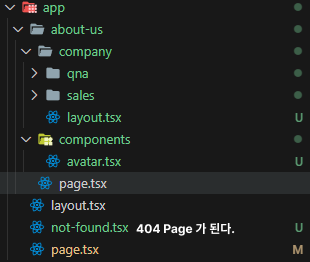 app
about-us
company
qna
sales
layout.tsx U
components
avatar.tsx U
page.tsx
layout.tsx
not-found.tsx 404 Page 가 된다. U
page.tsx M